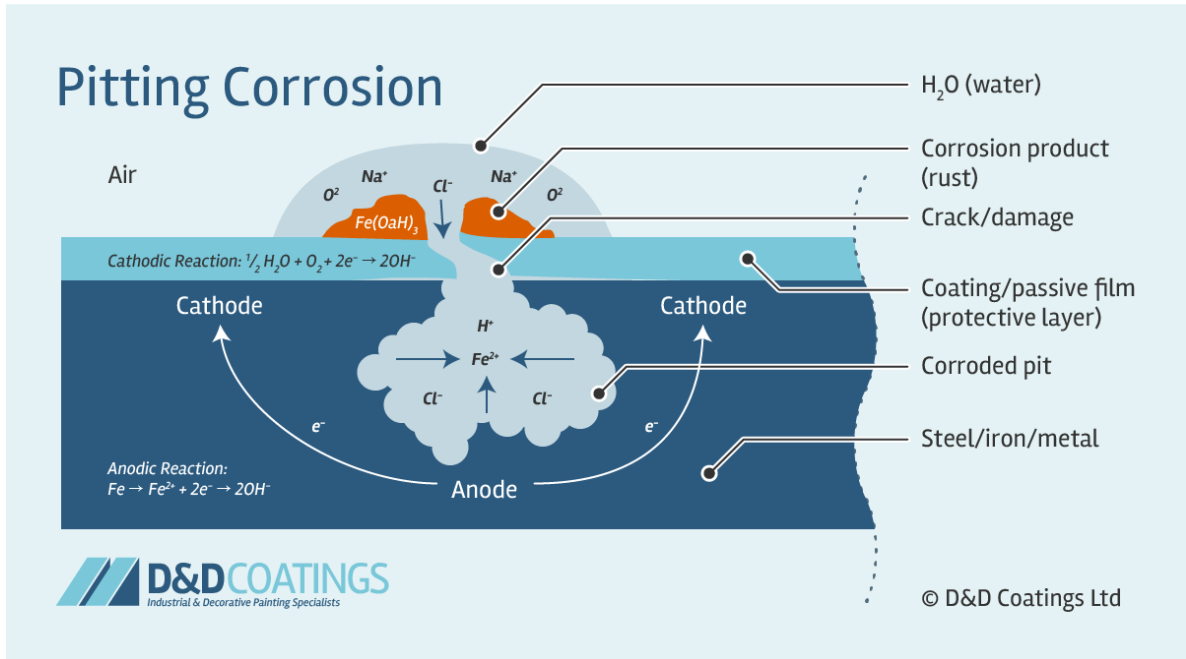 Pitting Corrosion
H₂O (water)
Air
Corrosion product
(rust)
Na⁺
Cl⁻
Na⁺
O²
O²
Fe(OaH)₃
Crack/damage
Cathodic Reaction: ½ H₂O + O₂ + 2e⁻ → 2OH⁻
Coating/passive film
(protective layer)
Cathode
Cathode
H⁺
Fe²⁺
Corroded pit
Cl⁻
Cl⁻
e⁻
e⁻
Steel/iron/metal
Anodic Reaction:
Fe → Fe²⁺ + 2e⁻ → 2OH⁻
Anode
D&DCOATINGS
Industrial & Decorative Painting Specialists
© D&D Coatings Ltd